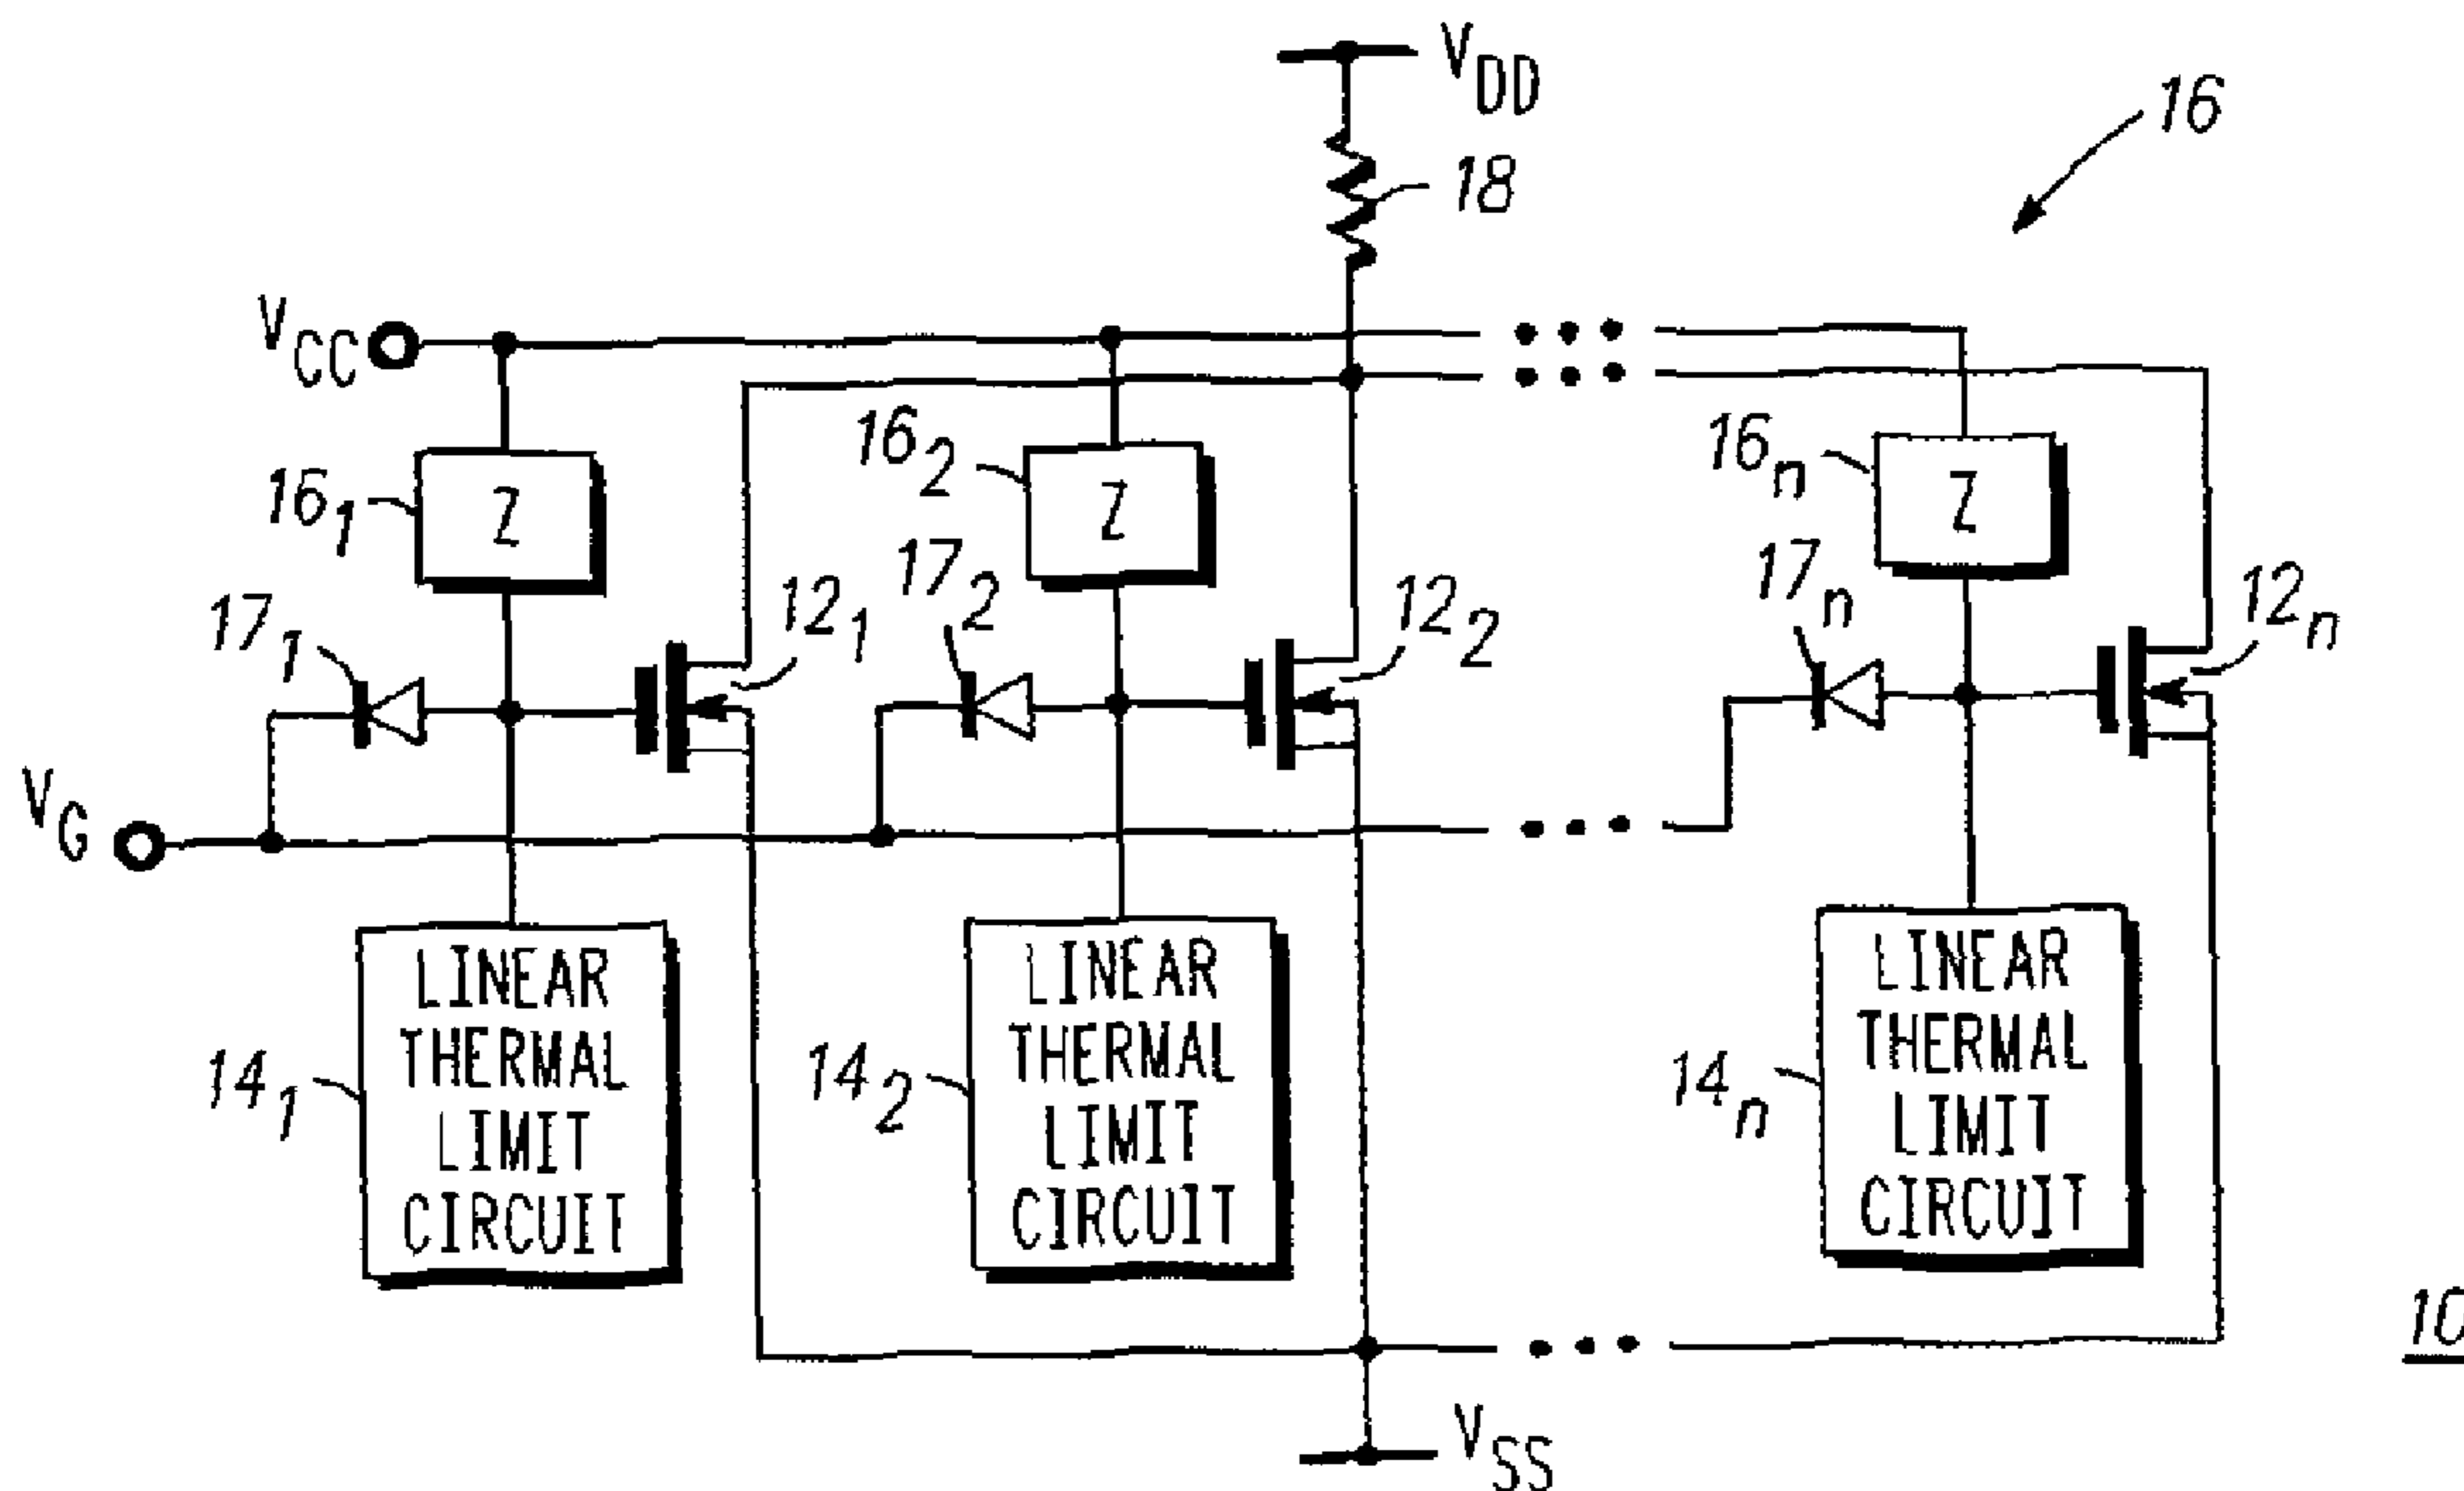 V_DD
16
18
V_CC
16_1
Z
16_2
Z
16_n
Z
17_1
12_1
17_2
12_2
17_n
12_n
V_G
14_1
LINEAR
THERMAL
LIMIT
CIRCUIT
14_2
LINEAR
THERMAL
LIMIT
CIRCUIT
14_n
LINEAR
THERMAL
LIMIT
CIRCUIT
10
V_SS